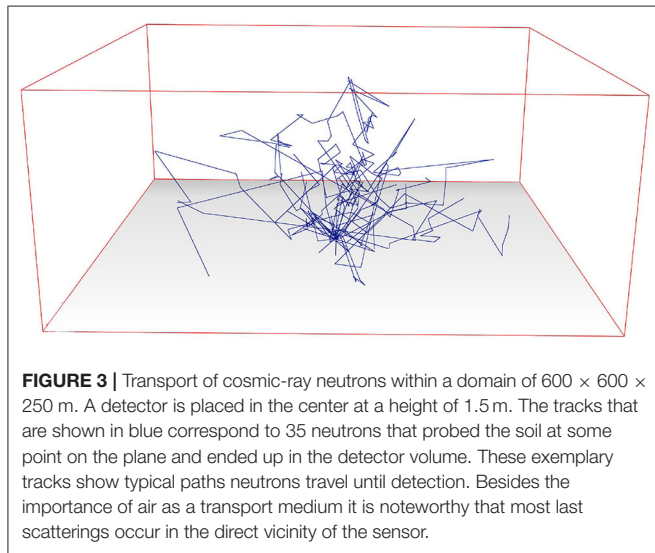 FIGURE 3 | Transport of cosmic-ray neutrons within a domain of 600 × 600 ×
250 m. A detector is placed in the center at a height of 1.5 m. The tracks that
are shown in blue correspond to 35 neutrons that probed the soil at some
point on the plane and ended up in the detector volume. These exemplary
tracks show typical paths neutrons travel until detection. Besides the
importance of air as a transport medium it is noteworthy that most last
scatterings occur in the direct vicinity of the sensor.